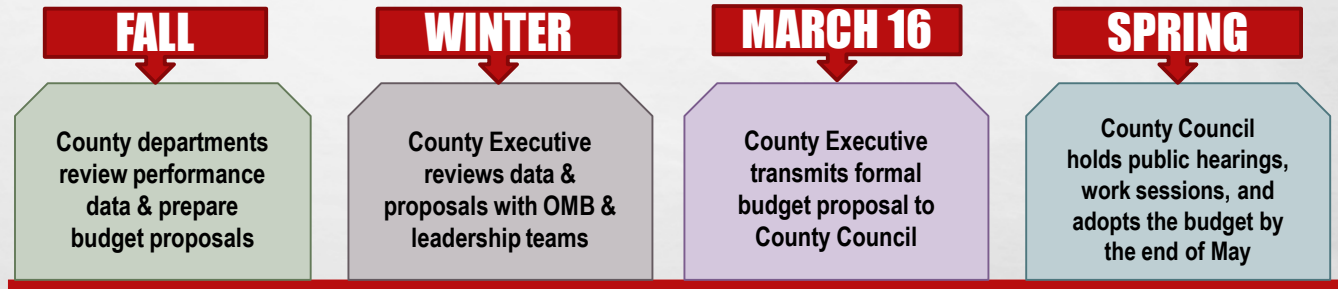 FALL
County departments
review performance
data & prepare
budget proposals
WINTER
County Executive
reviews data &
proposals with OMB &
leadership teams
MARCH 16
County Executive
transmits formal
budget proposal to
County Council
SPRING
County Council
holds public hearings,
work sessions, and
adopts the budget by
the end of May